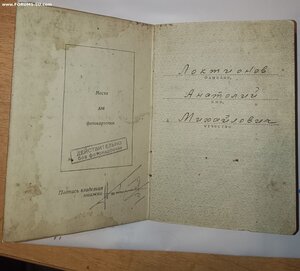 www.Forums-su.com
Место
для
фотокарточки
ДЕЙСТВИТЕЛЬНО
БЕЗ ФОТОКАРТОЧКИ
Подпись владельца
книжки
Локтионов
фамилия,
Анатолий
имя,
Михайлович
отчество